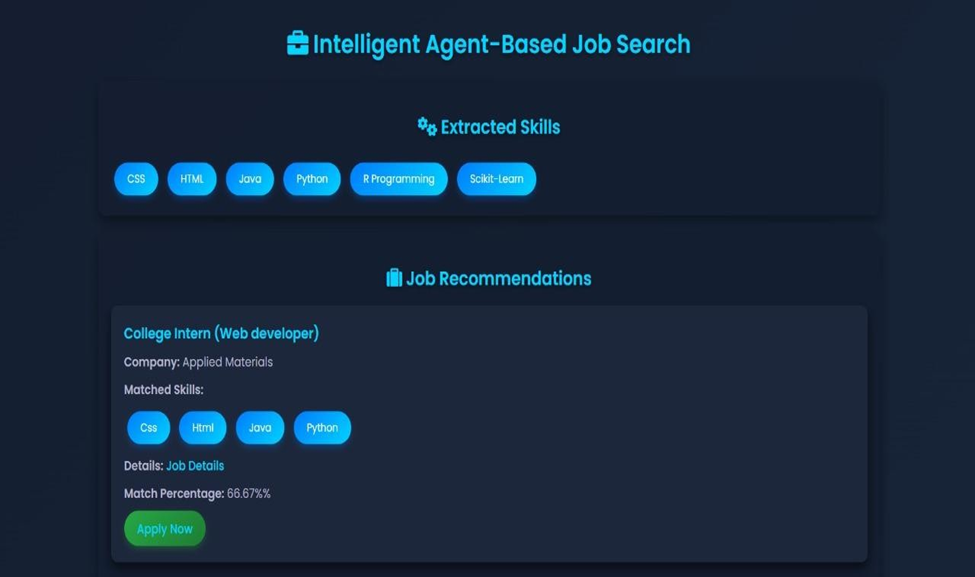 Intelligent Agent-Based Job Search
Extracted Skills
CSS HTML Java Python R Programming Scikit-Learn
Job Recommendations
College Intern (Web developer)
Company: Applied Materials
Matched Skills:
Css Html Java Python
Details: Job Details
Match Percentage: 66.67%%
Apply Now